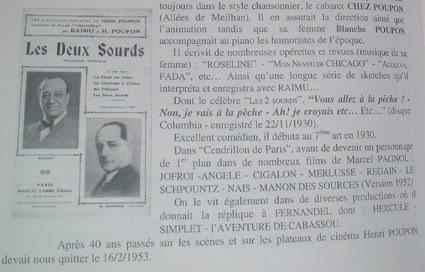 toujours dans le style chansonnier, le cabaret CHEZ POUPON
(Allées de Meilhan). Il en assurait la direction ainsi que
l'animation tandis que sa femme Blanche POUPON
accompagnait au piano les humoristes de l'époque.
Il écrivit de nombreuses opérettes et revues (musique de sa
femme) : "ROSELINE" - "MON NEVEU DE CHICAGO" -
FADA", etc... Ainsi qu'une longue série de sketches qu'il
interpréta et enregistra avec RAIMU...
Dont le célèbre "LES 2 SOURDS". "Vous allez à la pêche ? -
Non, je vais à la pêche - Ah! je croyais etc... Etc..." (disque
Columbia - enregistré le 22/11/1930).
Excellent comédien, il débuta au 7ème art en 1930.
Dans "Cendrillon de Paris", avant de devenir un personnage
de 1er plan dans de nombreux films de Marcel PAGNOL :
JOFROI - ANGELE - CIGALON - MERLUSSE - REGAIN - LE
SCHPOUNTZ - NAIS - MANON DES SOURCES (Version 1952)
On le vit également dans de diverses productions où il
donnait la réplique à FERNANDEL dont : HERCULE -
SIMPLET - l'AVENTURE DE CABASSOU.
Après 40 ans passés sur les scènes et sur les plateaux de cinéma Henri POUPON
devait nous quitter le 16/2/1953.
HENRI POUPON
par RAIMU et H. POUPON
Les Deux Sourds
RAIMU
PARIS
MARCEL LABBÉ, Éditeur
H. POUPON